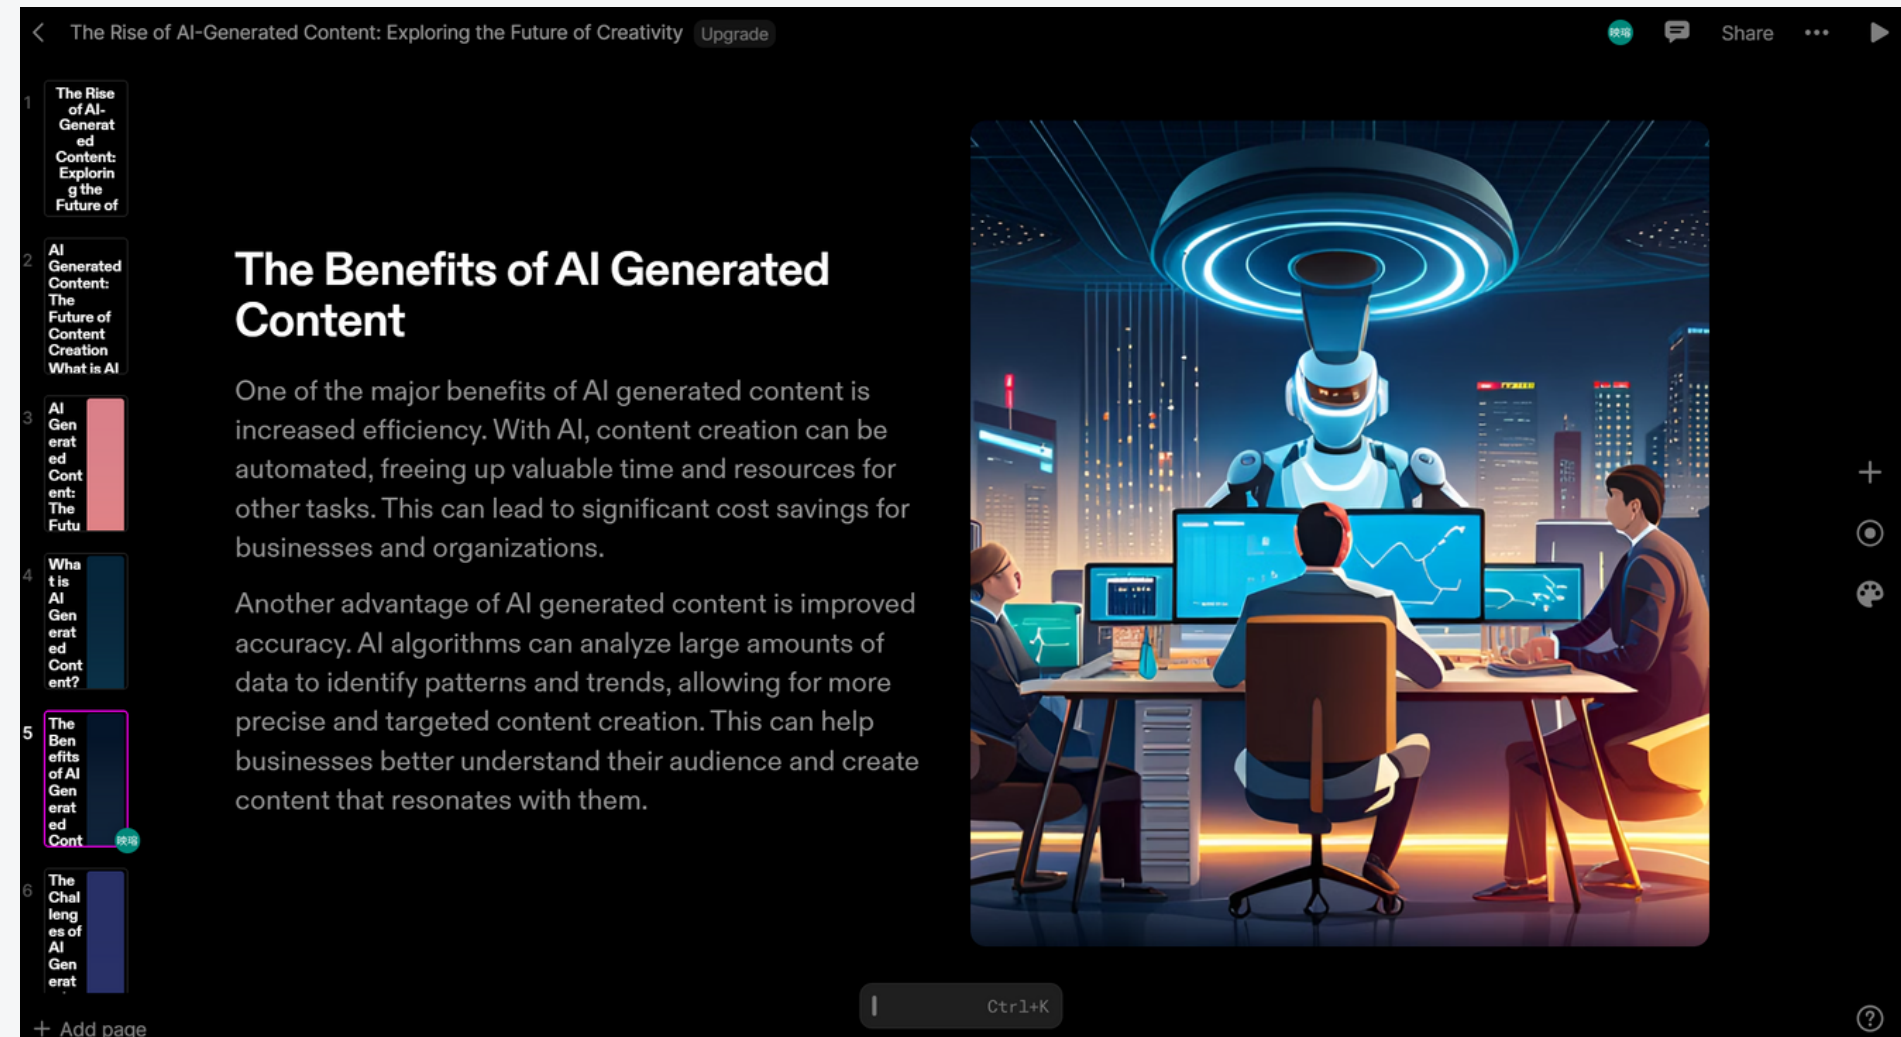 The Rise of AI-Generated Content: Exploring the Future of Creativity
Upgrade
映瑢
Share
1
The Rise
of AI-
Generat
ed
Content:
Explorin
g the
Future of
2
AI
Generated
Content:
The
Future of
Content
Creation
What is AI
3
AI
Gen
erat
ed
Cont
ent:
The
Futu
4
Wha
t is
AI
Gen
erat
ed
Cont
ent?
5
The
Ben
efits
of AI
Gen
erat
ed
Cont
映瑢
6
The
Chal
leng
es of
AI
Gen
erat
Add page
The Benefits of AI Generated
Content
One of the major benefits of AI generated content is
increased efficiency. With AI, content creation can be
automated, freeing up valuable time and resources for
other tasks. This can lead to significant cost savings for
businesses and organizations.
Another advantage of AI generated content is improved
accuracy. AI algorithms can analyze large amounts of
data to identify patterns and trends, allowing for more
precise and targeted content creation. This can help
businesses better understand their audience and create
content that resonates with them.
Ctrl+K